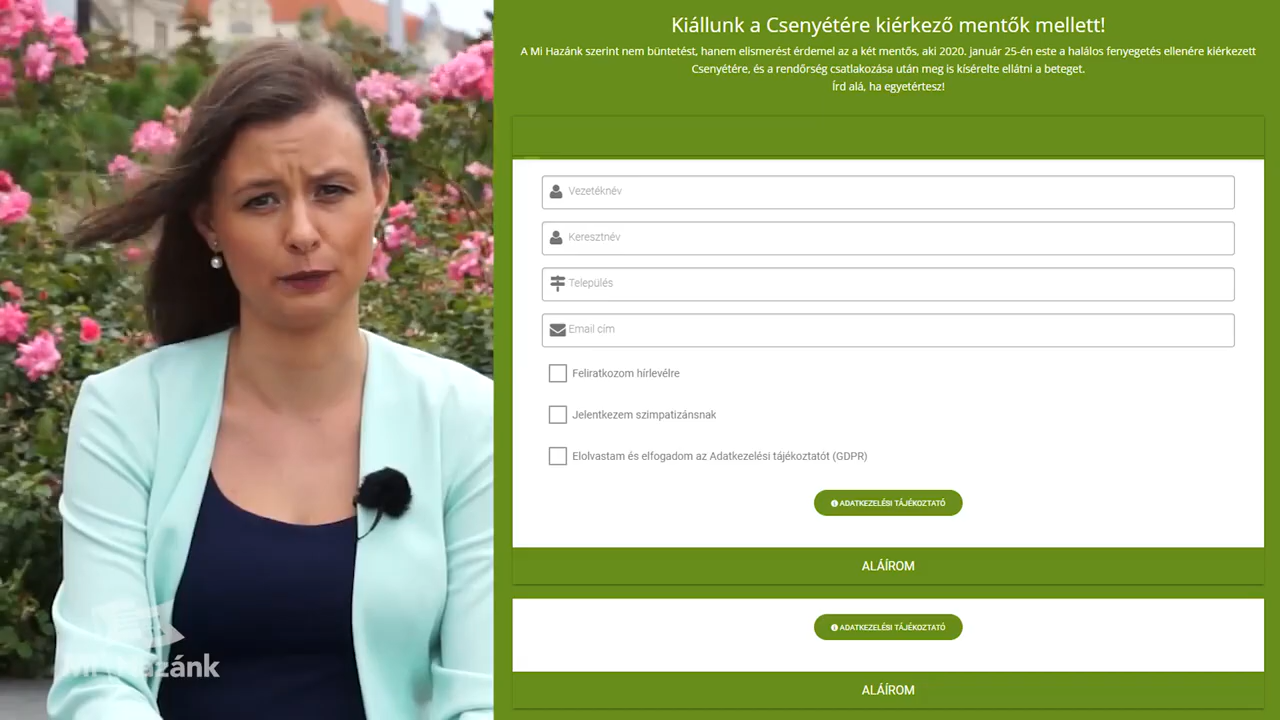 Kiállunk a Csenyétére kiérkező mentők mellett!
A Mi Hazánk szerint nem büntetést, hanem elismerést érdemel az a két mentős, aki 2020. január 25-én este a halálos fenyegetés ellenére kiérkezett
Csenyétére, és a rendőrség csatlakozása után meg is kísérelte ellátni a beteget.
Írd alá, ha egyetértesz!
Vezetéknév
Keresztnév
Település
Email cím
Feliratkozom hírlevélre
Jelentkezem szimpatizánsnak
Elolvastam és elfogadom az Adatkezelési tájékoztatót (GDPR)
ADATKEZELÉSI TÁJÉKOZTATÓ
ALÁÍROM
ADATKEZELÉSI TÁJÉKOZTATÓ
ALÁÍROM
Mi Hazánk